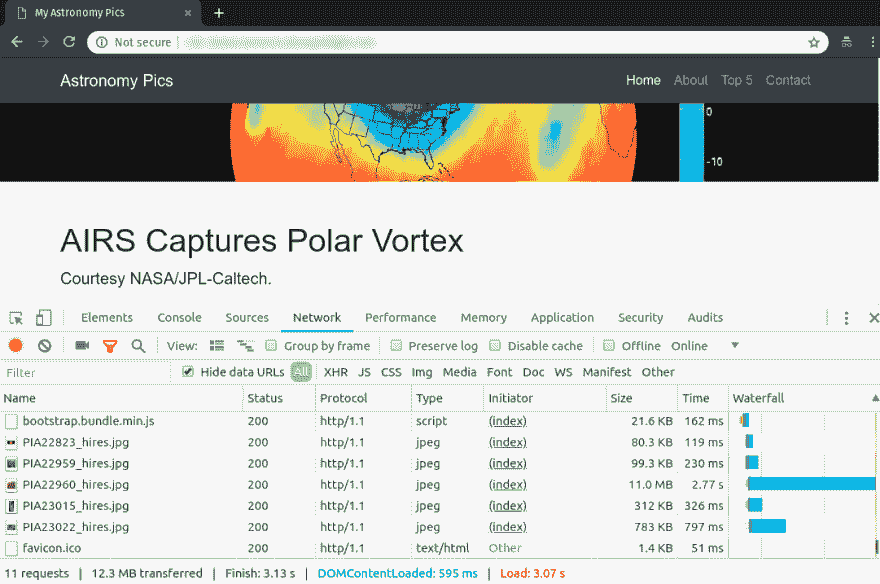 My Astronomy Pics
Not secure
Astronomy Pics Home About Top 5 Contact
0
-10
AIRS Captures Polar Vortex
Courtesy NASA/JPL-Caltech.
Elements Console Sources Network Performance Memory Application Security Audits
View: Group by frame Preserve log Disable cache Offline Online
Filter Hide data URLs All XHR JS CSS Img Media Font Doc WS Manifest Other
Name Status Protocol Type Initiator Size Time Waterfall
bootstrap.bundle.min.js 200 http/1.1 script (index) 21.6 KB 162 ms
PIA22823_hires.jpg 200 http/1.1 jpeg (index) 80.3 KB 119 ms
PIA22959_hires.jpg 200 http/1.1 jpeg (index) 99.3 KB 230 ms
PIA22960_hires.jpg 200 http/1.1 jpeg (index) 11.0 MB 2.77 s
PIA23015_hires.jpg 200 http/1.1 jpeg (index) 312 KB 326 ms
PIA23022_hires.jpg 200 http/1.1 jpeg (index) 783 KB 797 ms
favicon.ico 200 http/1.1 text/html Other 1.4 KB 51 ms
11 requests | 12.3 MB transferred | Finish: 3.13 s | DOMContentLoaded: 595 ms | Load: 3.07 s